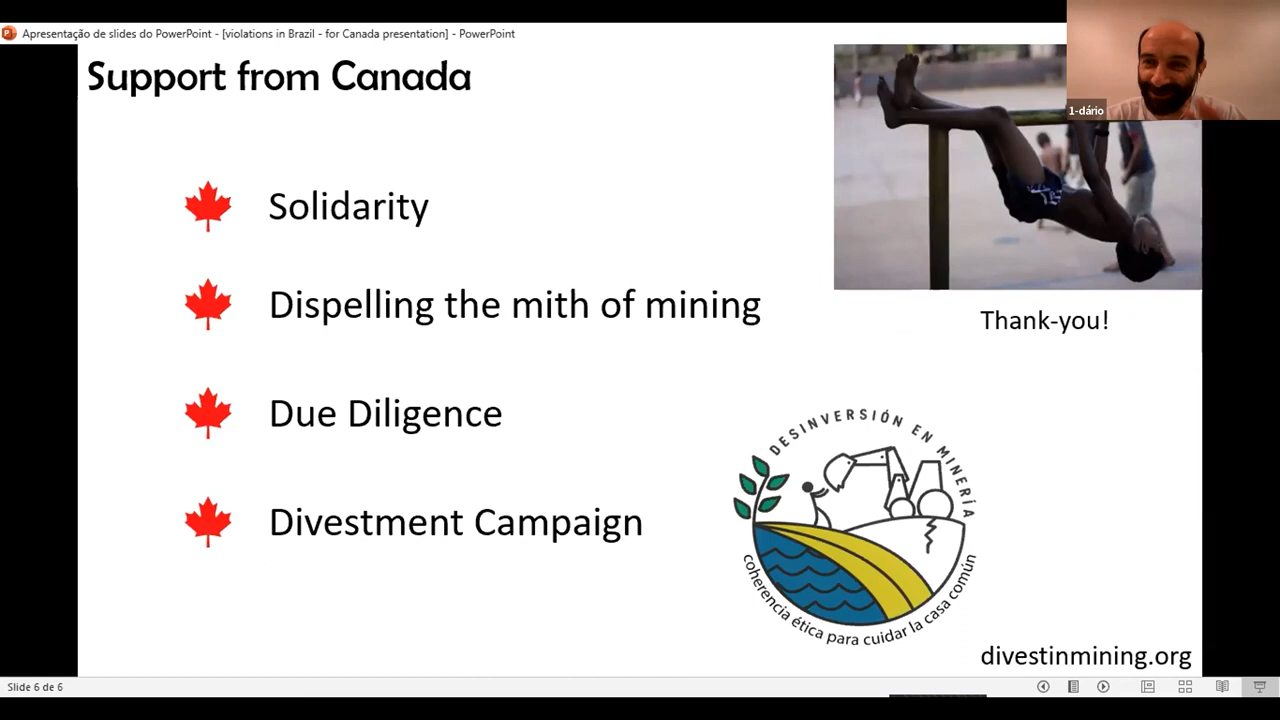 Apresentação de slides do PowerPoint - [violations in Brazil - for Canada presentation] - PowerPoint
1-dário
Support from Canada
Solidarity
Dispelling the mith of mining
Thank-you!
Due Diligence
Divestment Campaign
DESINVERSIÓN EN MINERÍA
coherencia ética para cuidar la casa común
divestinmining.org
Slide 6 de 6